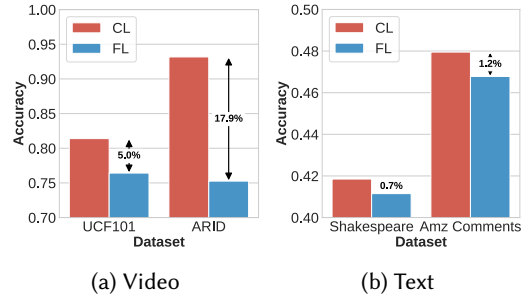 1.00
0.95
0.90
0.85
0.80
0.75
0.70
Accuracy
CL
FL
5.0%
17.9%
UCF101 ARID
Dataset
(a) Video
0.50
0.48
0.46
0.44
0.42
0.40
Accuracy
CL
FL
0.7%
1.2%
Shakespeare Amz Comments
Dataset
(b) Text